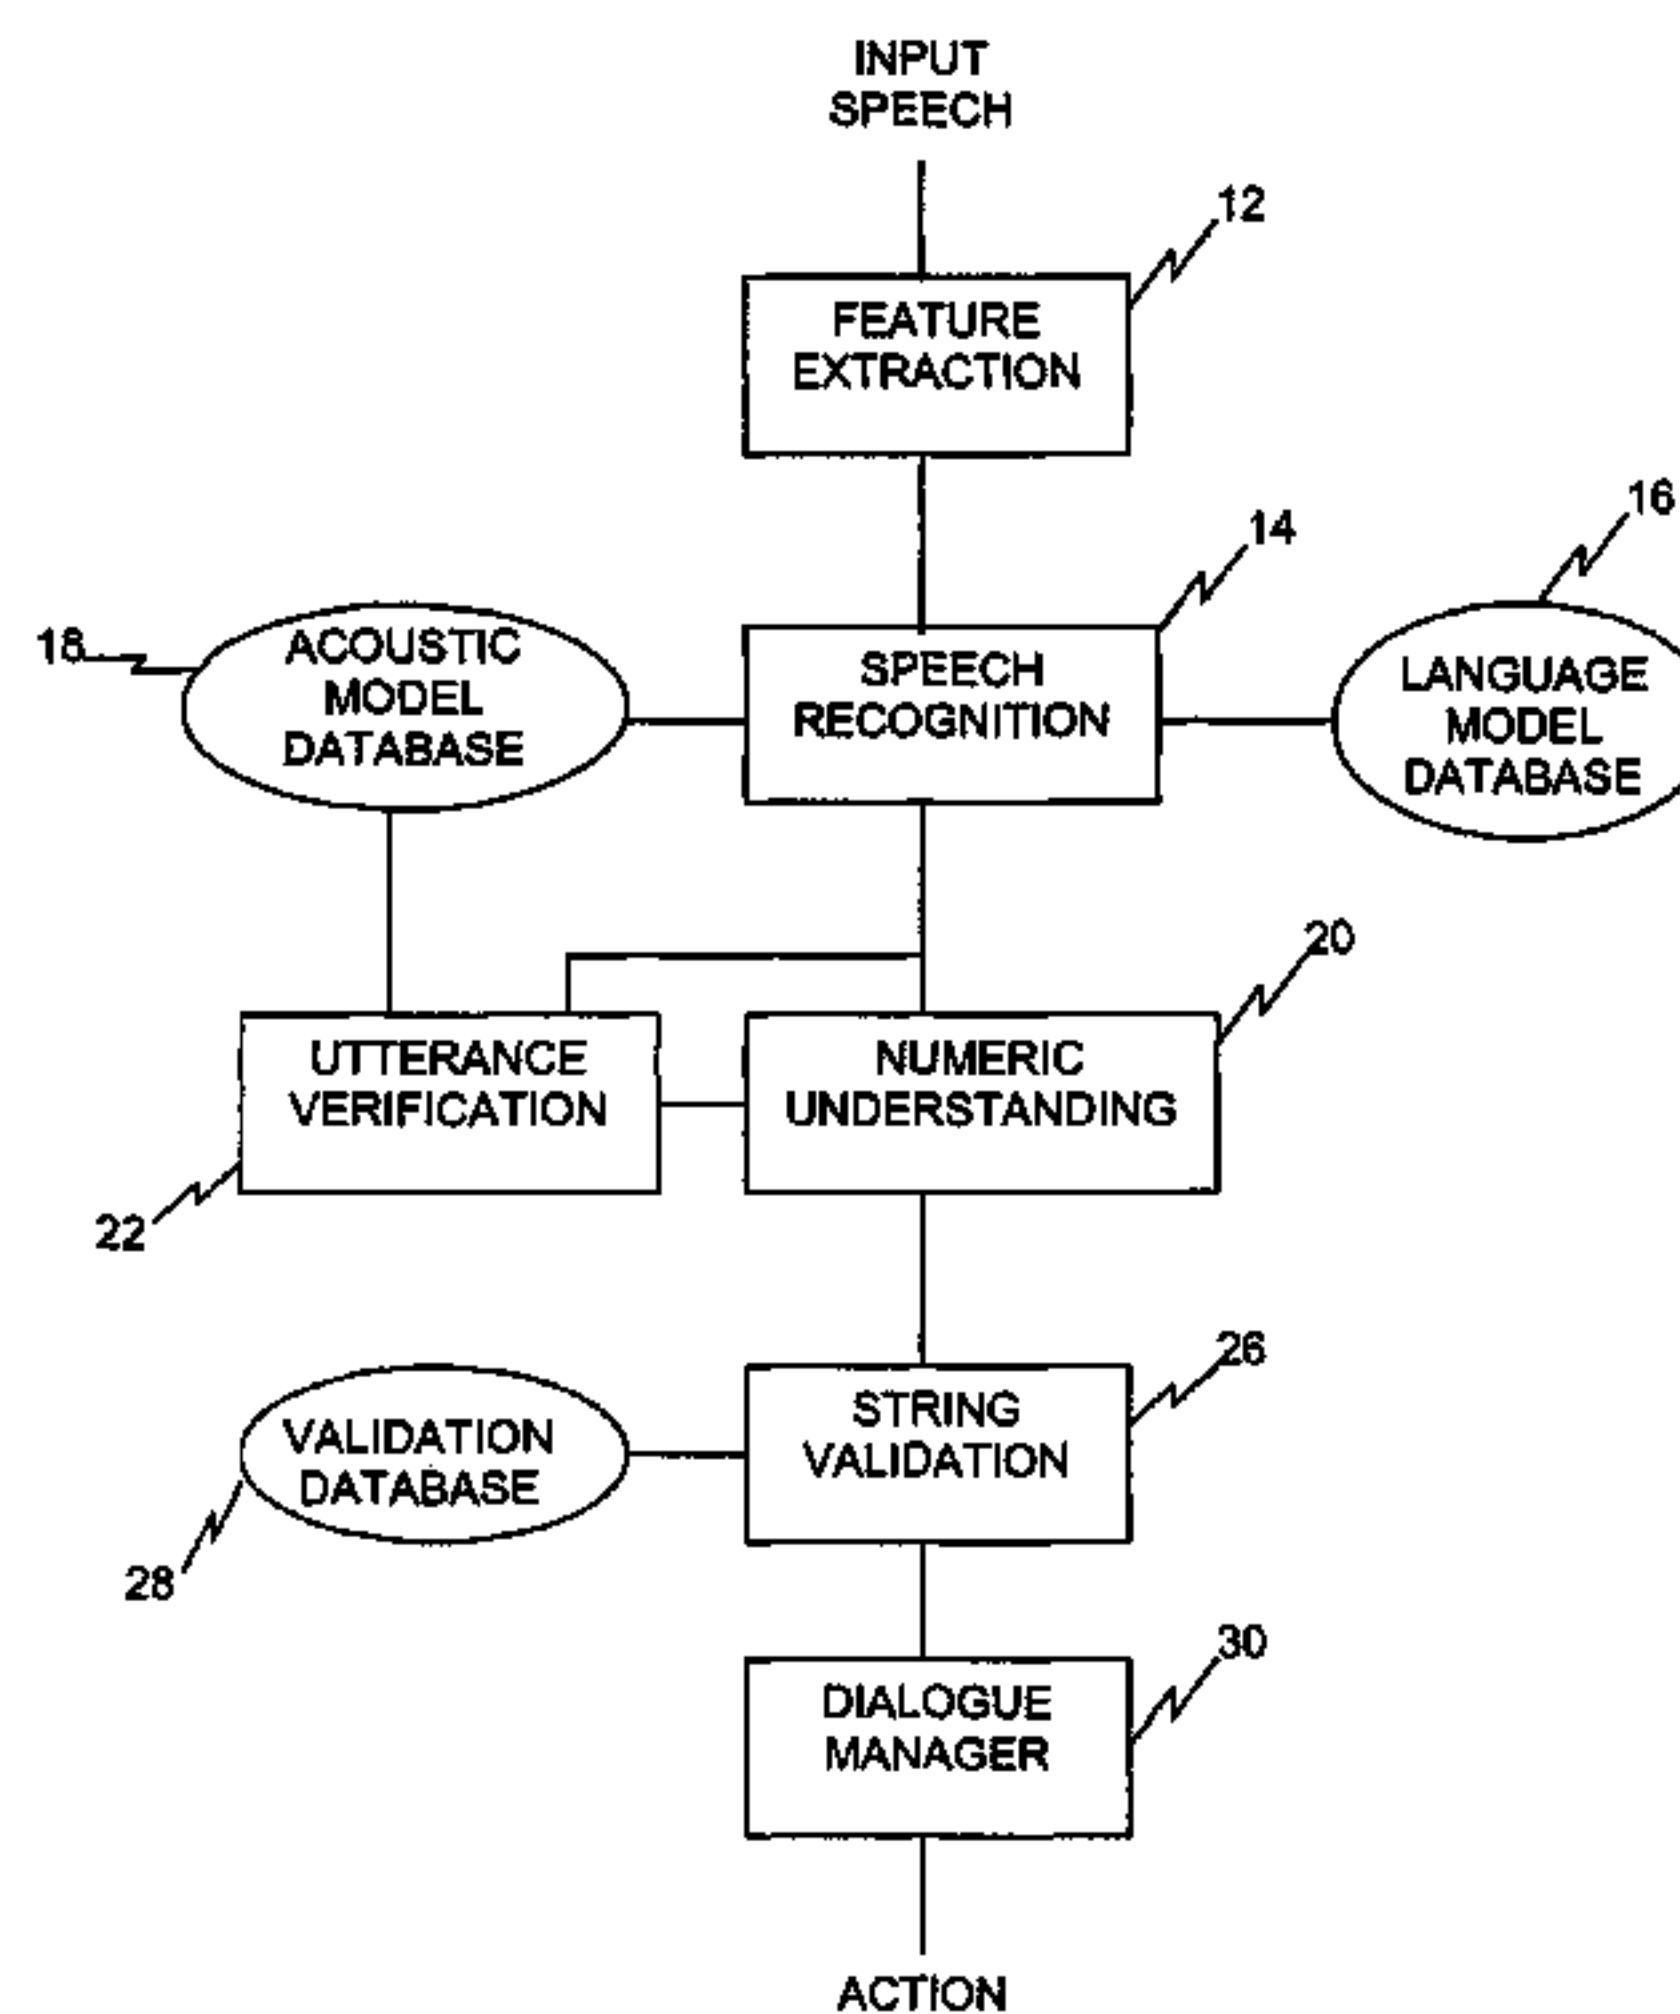 INPUT
SPEECH
12
FEATURE
EXTRACTION
16
14
18
ACOUSTIC
MODEL
DATABASE
SPEECH
RECOGNITION
LANGUAGE
MODEL
DATABASE
20
UTTERANCE
VERIFICATION
NUMERIC
UNDERSTANDING
22
26
STRING
VALIDATION
VALIDATION
DATABASE
28
30
DIALOGUE
MANAGER
ACTION